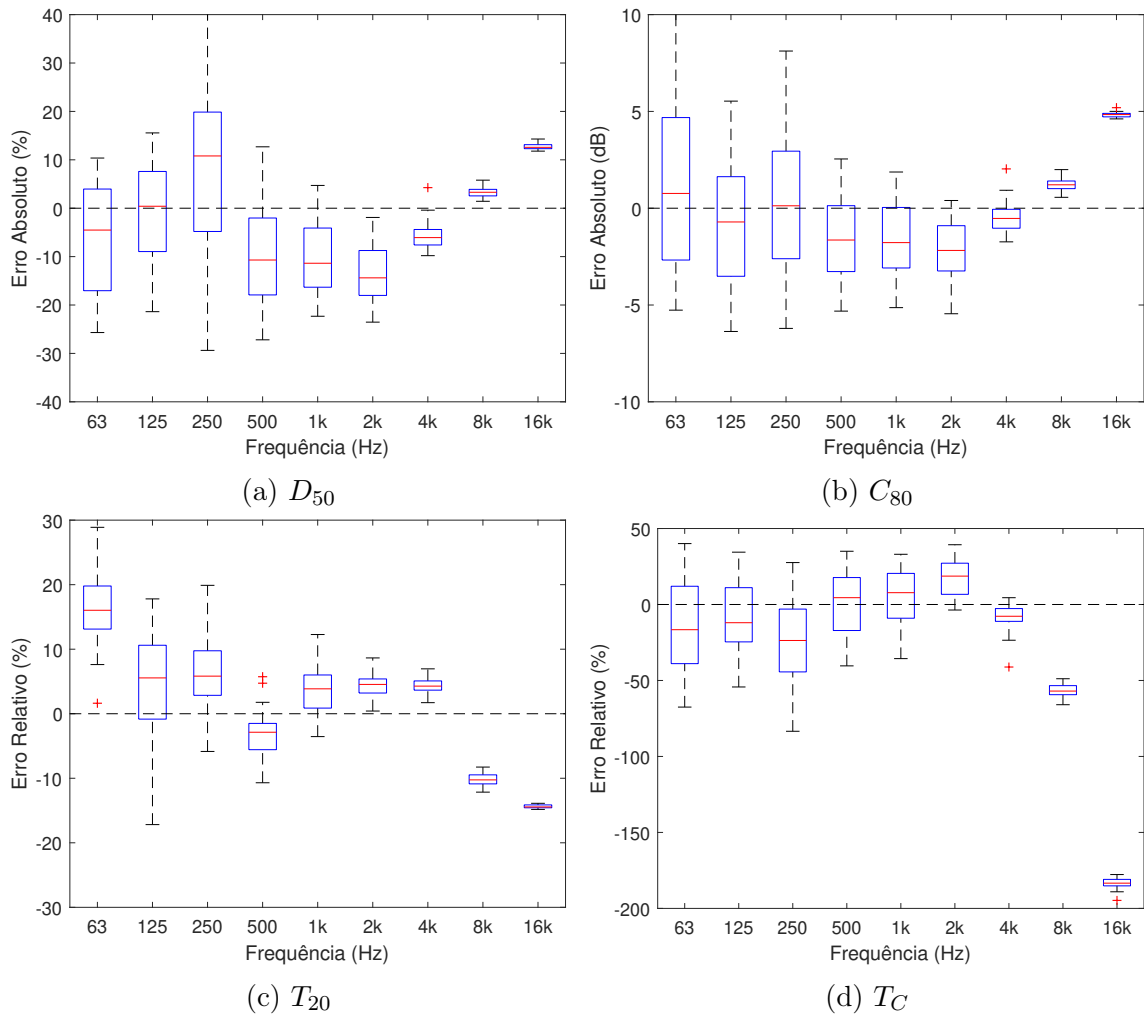 40
30
20
10
0
-10
-20
-30
-40
Erro Absoluto (%)
63 125 250 500 1k 2k 4k 8k 16k
Frequência (Hz)
(a) D50
10
5
0
-5
-10
Erro Absoluto (dB)
63 125 250 500 1k 2k 4k 8k 16k
Frequência (Hz)
(b) C80
30
20
10
0
-10
-20
-30
Erro Relativo (%)
63 125 250 500 1k 2k 4k 8k 16k
Frequência (Hz)
(c) T20
50
0
-50
-100
-150
-200
Erro Relativo (%)
63 125 250 500 1k 2k 4k 8k 16k
Frequência (Hz)
(d) TC